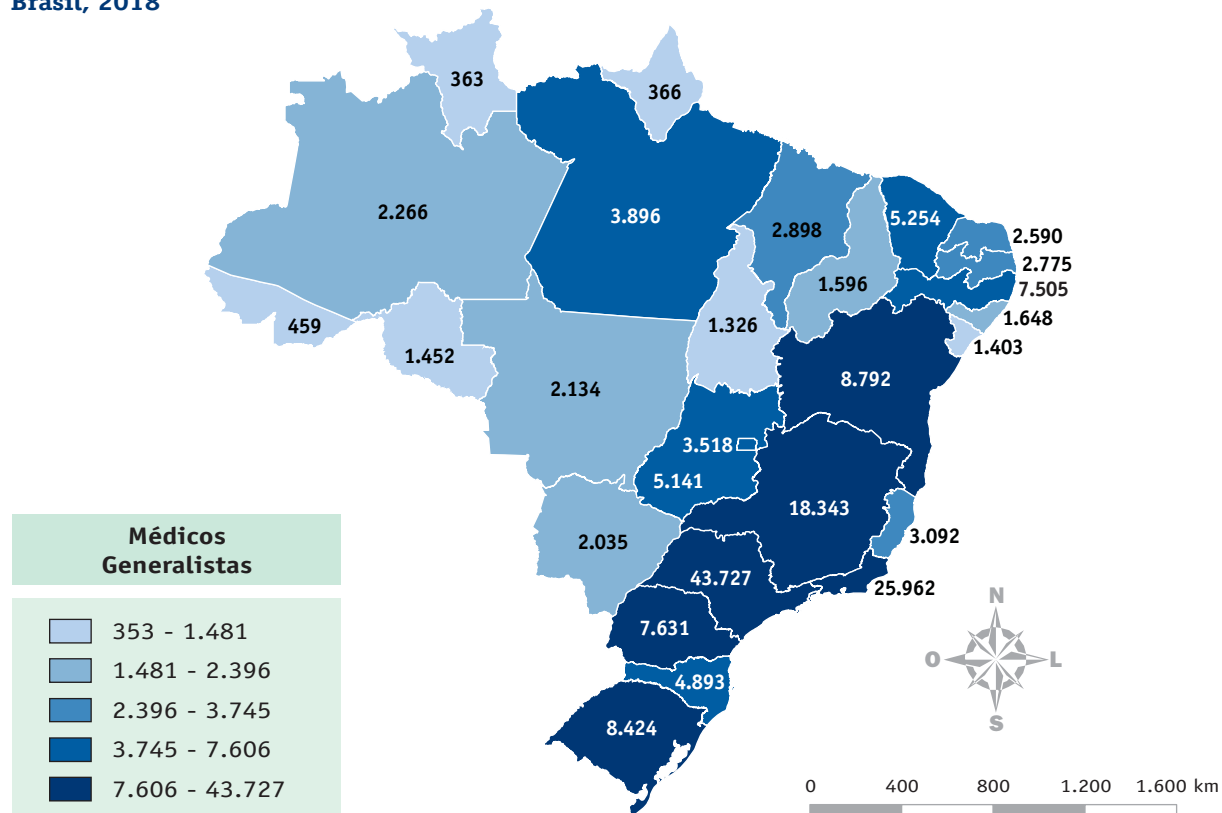 Brasil, 2018
363
366
2.266
3.896
2.898
5.254
2.590
2.775
1.596
7.505
1.648
459
1.326
1.403
1.452
8.792
2.134
3.518
5.141
18.343
3.092
2.035
43.727
25.962
7.631
4.893
8.424
Médicos
Generalistas
353 - 1.481
1.481 - 2.396
2.396 - 3.745
3.745 - 7.606
7.606 - 43.727
N
O L
S
0 400 800 1.200 1.600 km